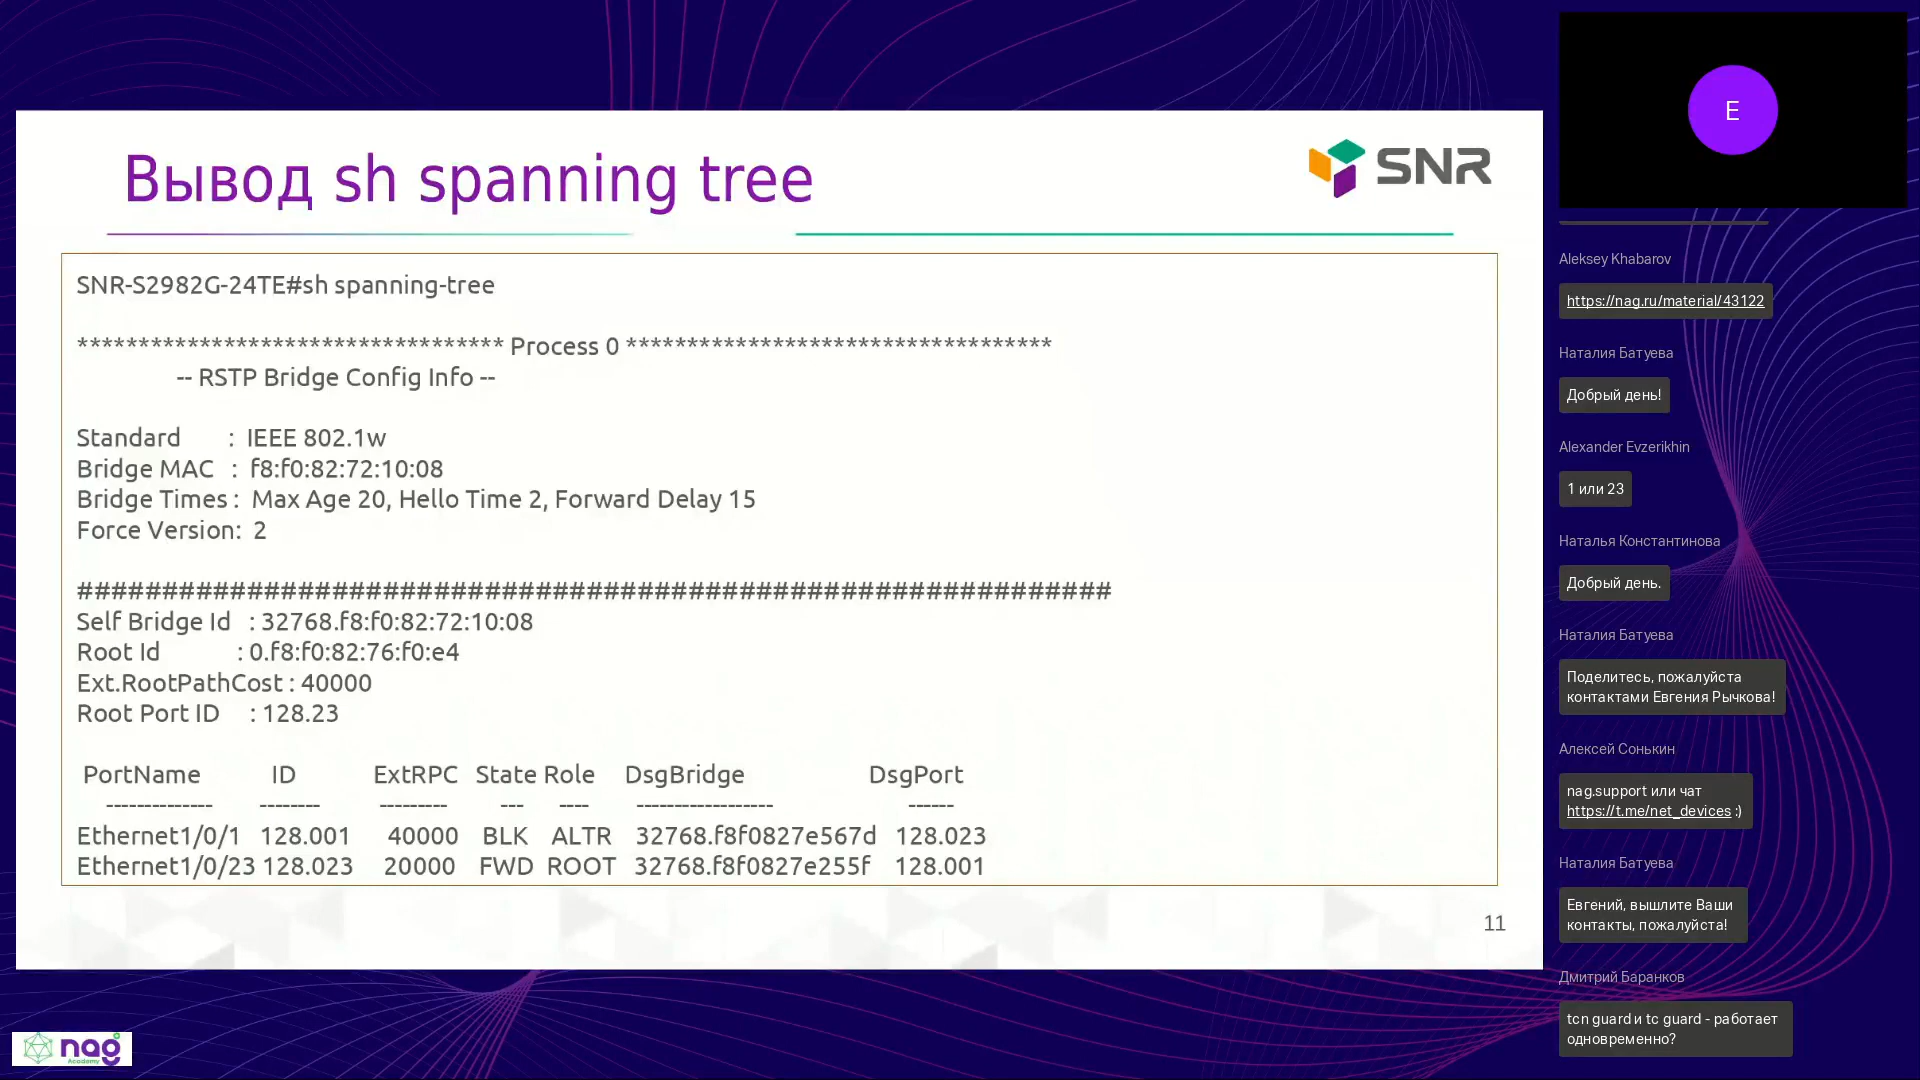 Вывод sh spanning tree
SNR
SNR-S2982G-24TE#sh spanning-tree
*********************************** Process 0 ***********************************
-- RSTP Bridge Config Info --
Standard : IEEE 802.1w
Bridge MAC : f8:f0:82:72:10:08
Bridge Times : Max Age 20, Hello Time 2, Forward Delay 15
Force Version: 2
#############################################################
Self Bridge Id : 32768.f8:f0:82:72:10:08
Root Id : 0.f8:f0:82:76:f0:e4
Ext.RootPathCost : 40000
Root Port ID : 128.23
PortName ID ExtRPC State Role DsgBridge DsgPort
-------------- -------- --------- --- ---- ------------------ ------
Ethernet1/0/1 128.001 40000 BLK ALTR 32768.f8f0827e567d 128.023
Ethernet1/0/23 128.023 20000 FWD ROOT 32768.f8f0827e255f 128.001
11
nag
Academy
E
Aleksey Khabarov
https://nag.ru/material/43122
Наталия Батуева
Добрый день!
Alexander Evzerikhin
1 или 23
Наталья Константинова
Добрый день.
Наталия Батуева
Поделитесь, пожалуйста
контактами Евгения Рычкова!
Алексей Сонькин
nag.support или чат
https://t.me/net_devices :)
Наталия Батуева
Евгений, вышлите Ваши
контакты, пожалуйста!
Дмитрий Баранков
tcn guard и tc guard - работает
одновременно?